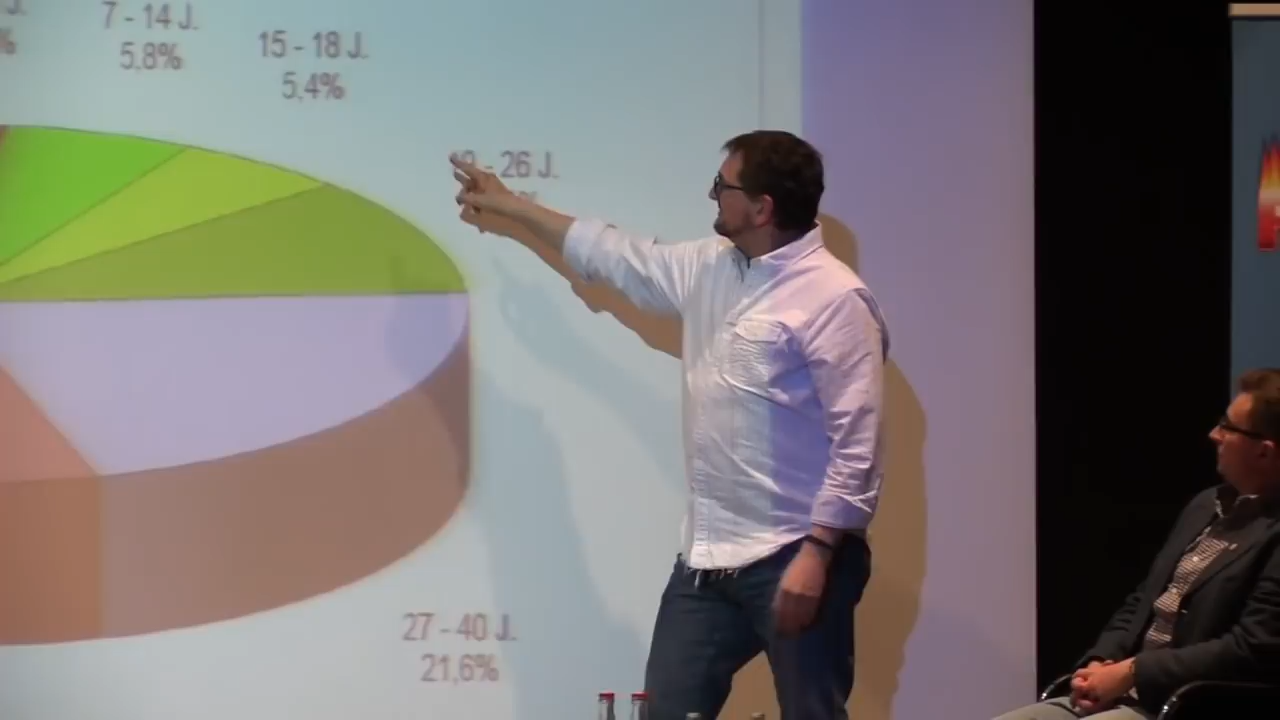 7 - 14 J.
5,8%
15 - 18 J.
5,4%
- 26 J.
27 - 40 J.
21,6%